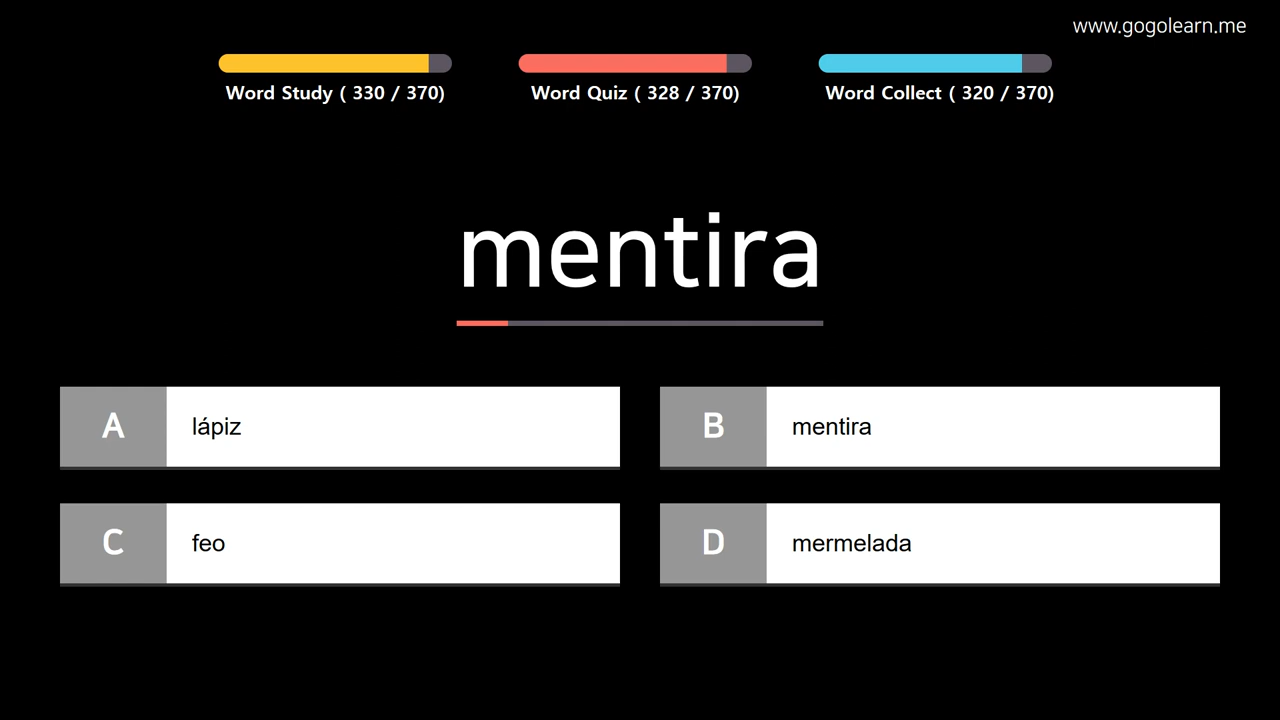 www.gogolearn.me
Word Study ( 330 / 370)
Word Quiz ( 328 / 370)
Word Collect ( 320 / 370)
mentira
A lápiz
B mentira
C feo
D mermelada